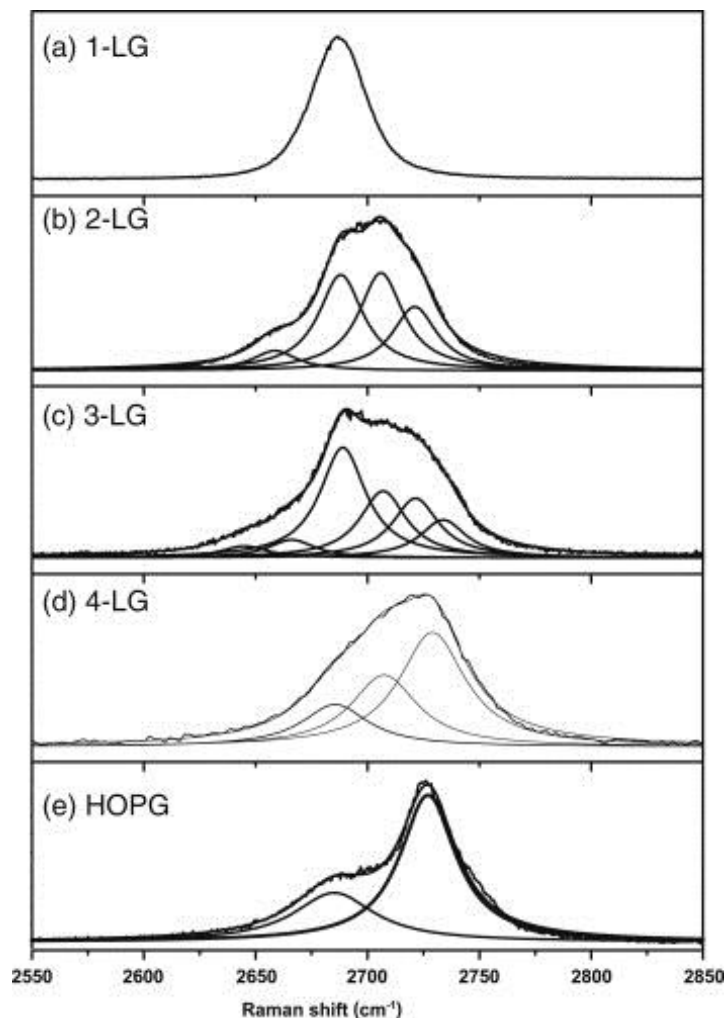 (a) 1-LG
(b) 2-LG
(c) 3-LG
(d) 4-LG
(e) HOPG
2550 2600 2650 2700 2750 2800 2850
Raman shift (cm⁻¹)